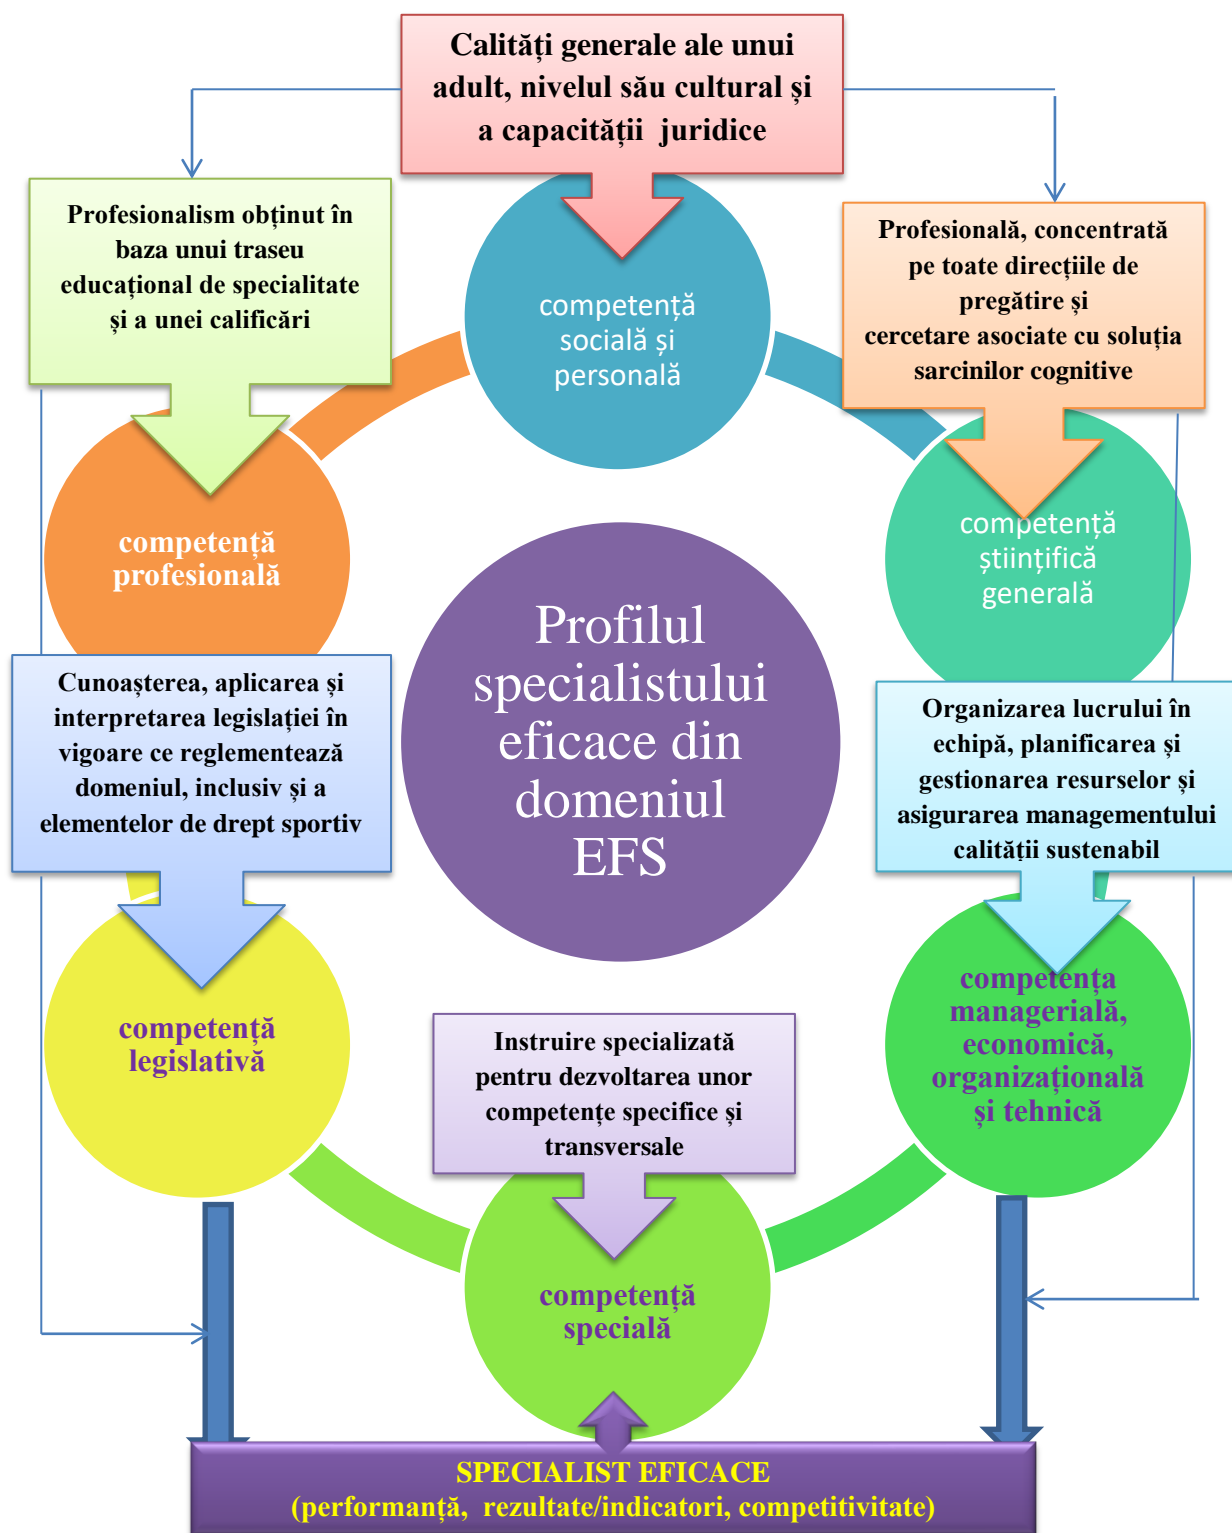 Calități generale ale unui
adult, nivelul său cultural și
a capacității juridice
Profesionalism obținut în
baza unui traseu
educațional de specialitate
și a unei calificări
Profesională, concentrată
pe toate direcțiile de
pregătire și
cercetare asociate cu soluția
sarcinilor cognitive
competență
socială și
personală
competență
profesională
competență
științifică
generală
Profilul
specialistului
eficace din
domeniul
EFS
Cunoașterea, aplicarea și
interpretarea legislației în
vigoare ce reglementează
domeniul, inclusiv și a
elementelor de drept sportiv
Organizarea lucrului în
echipă, planificarea și
gestionarea resurselor și
asigurarea managementului
calității sustenabil
competență
legislativă
competența
managerială,
economică,
organizațională
și tehnică
Instruire specializată
pentru dezvoltarea unor
competențe specifice și
transversale
competență
specială
SPECIALIST EFICACE
(performanță, rezultate/indicatori, competitivitate)